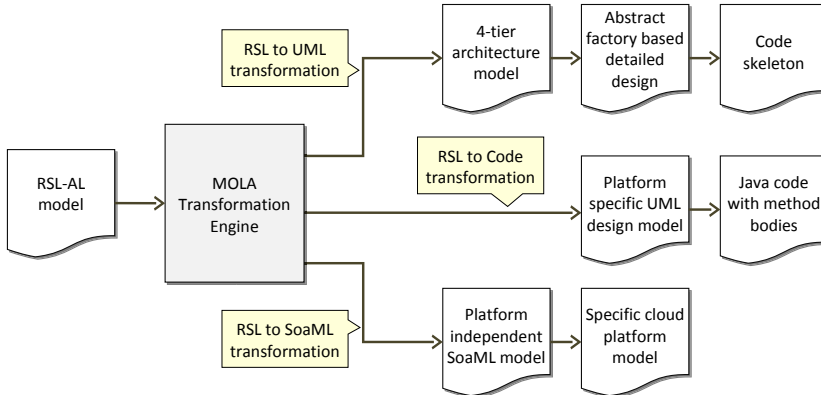 RSL to UML
transformation
4-tier
architecture
model
Abstract
factory based
detailed
design
Code
skeleton
RSL-AL
model
MOLA
Transformation
Engine
RSL to Code
transformation
Platform
specific UML
design model
Java code
with method
bodies
RSL to SoaML
transformation
Platform
independent
SoaML model
Specific cloud
platform
model